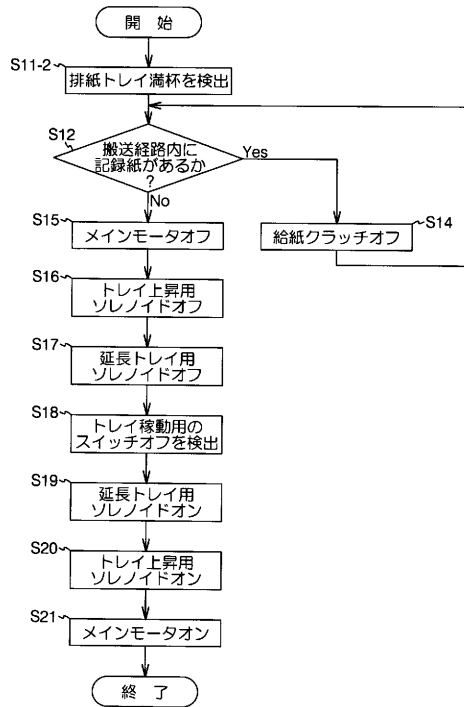 開 始
S11-2
排紙トレイ満杯を検出
S12
搬送経路内に
記録紙があるか
?
Yes
No
S14
給紙クラッチオフ
S15
メインモータオフ
S16
トレイ上昇用
ソレノイドオフ
S17
延長トレイ用
ソレノイドオフ
S18
トレイ稼動用の
スイッチオフを検出
S19
延長トレイ用
ソレノイドオン
S20
トレイ上昇用
ソレノイドオン
S21
メインモータオン
終 了